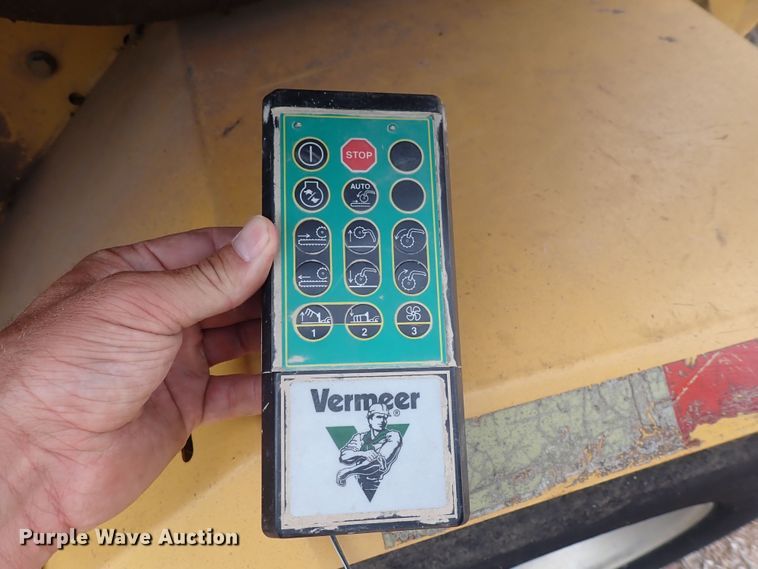 STOP
AUTO
1 2 3
Vermeer®
Purple Wave Auction